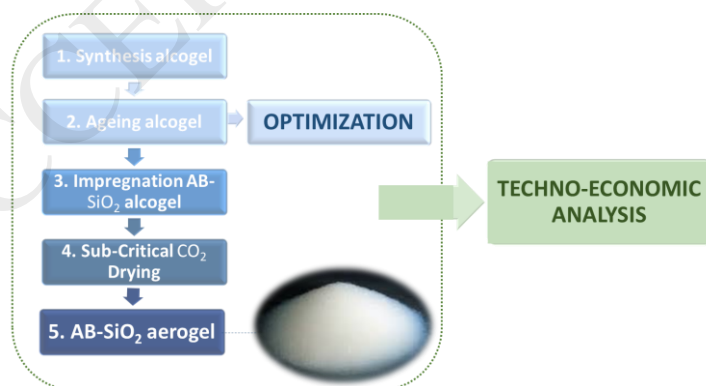 1. Synthesis alcogel
2. Ageing alcogel
OPTIMIZATION
3. Impregnation AB-
SiO₂ alcogel
4. Sub-Critical CO₂
Drying
5. AB-SiO₂ aerogel
TECHNO-ECONOMIC
ANALYSIS